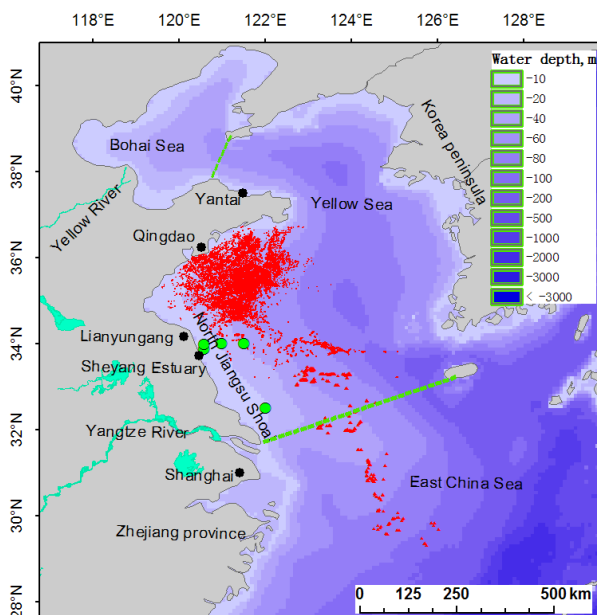 118°E 120°E 122°E 124°E 126°E 128°E
40°N
38°N
36°N
34°N
32°N
30°N
28°N
Water depth, m
-10
-20
-40
-60
-80
-100
-200
-500
-1000
-2000
-3000
< -3000
Korea peninsula
Bohai Sea
Yellow River
Yantai
Yellow Sea
Qingdao
Lianyungang
North Jiangsu Shoa
Sheyang Estuary
Yangtze River
Shanghai
East China Sea
Zhejiang province
0 125 250 500 km